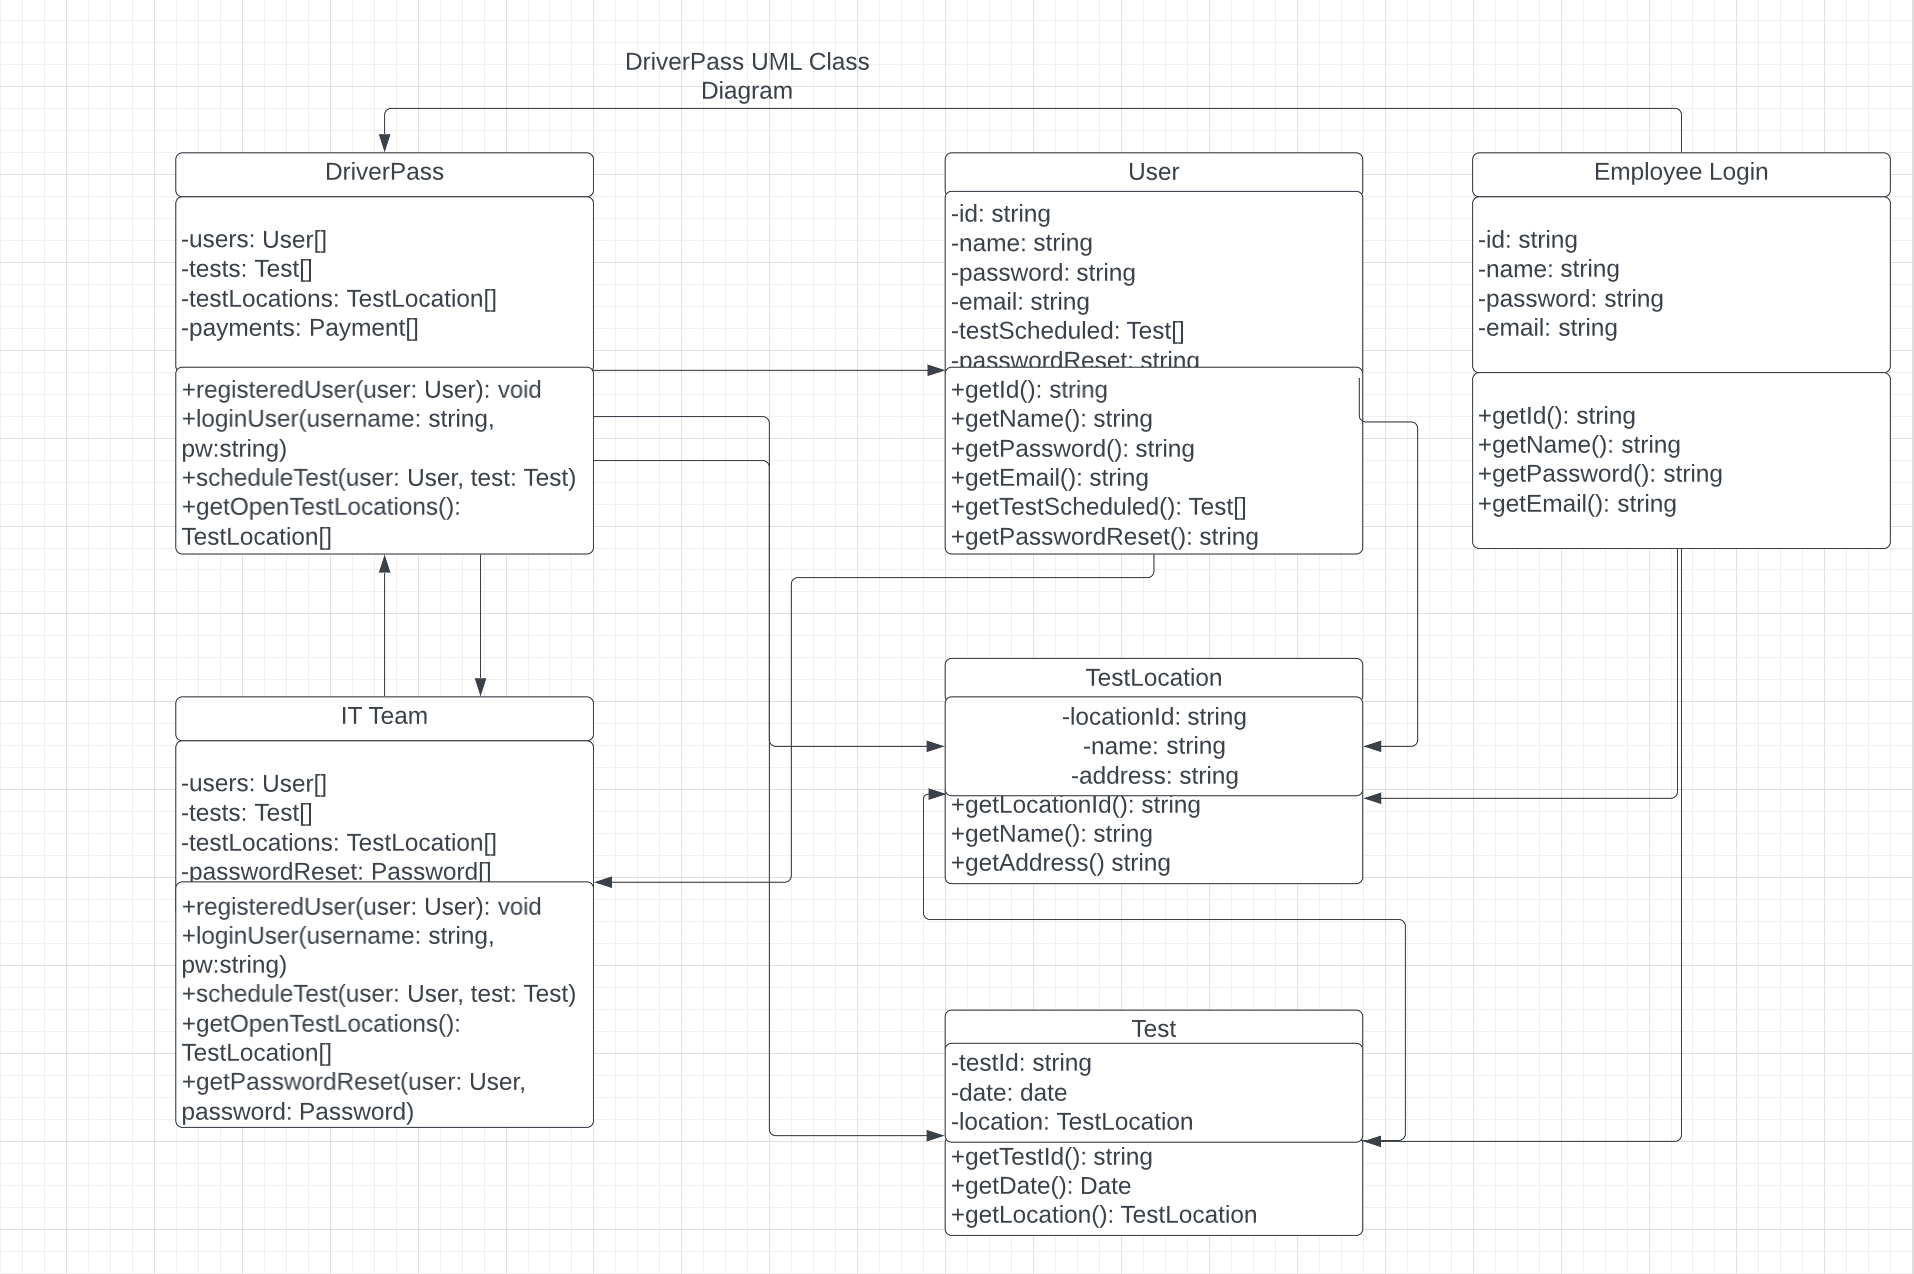 DriverPass UML Class
Diagram
DriverPass
-users: User[]
-tests: Test[]
-testLocations: TestLocation[]
-payments: Payment[]
+registeredUser(user: User): void
+loginUser(username: string,
pw:string)
+scheduleTest(user: User, test: Test)
+getOpenTestLocations():
TestLocation[]
User
-id: string
-name: string
-password: string
-email: string
-testScheduled: Test[]
-passwordReset: string
+getId(): string
+getName(): string
+getPassword(): string
+getEmail(): string
+getTestScheduled(): Test[]
+getPasswordReset(): string
Employee Login
-id: string
-name: string
-password: string
-email: string
+getId(): string
+getName(): string
+getPassword(): string
+getEmail(): string
IT Team
-users: User[]
-tests: Test[]
-testLocations: TestLocation[]
-passwordReset: Password[]
+registeredUser(user: User): void
+loginUser(username: string,
pw:string)
+scheduleTest(user: User, test: Test)
+getOpenTestLocations():
TestLocation[]
+getPasswordReset(user: User,
password: Password)
TestLocation
-locationId: string
-name: string
-address: string
+getLocationId(): string
+getName(): string
+getAddress() string
Test
-testId: string
-date: date
-location: TestLocation
+getTestId(): string
+getDate(): Date
+getLocation(): TestLocation